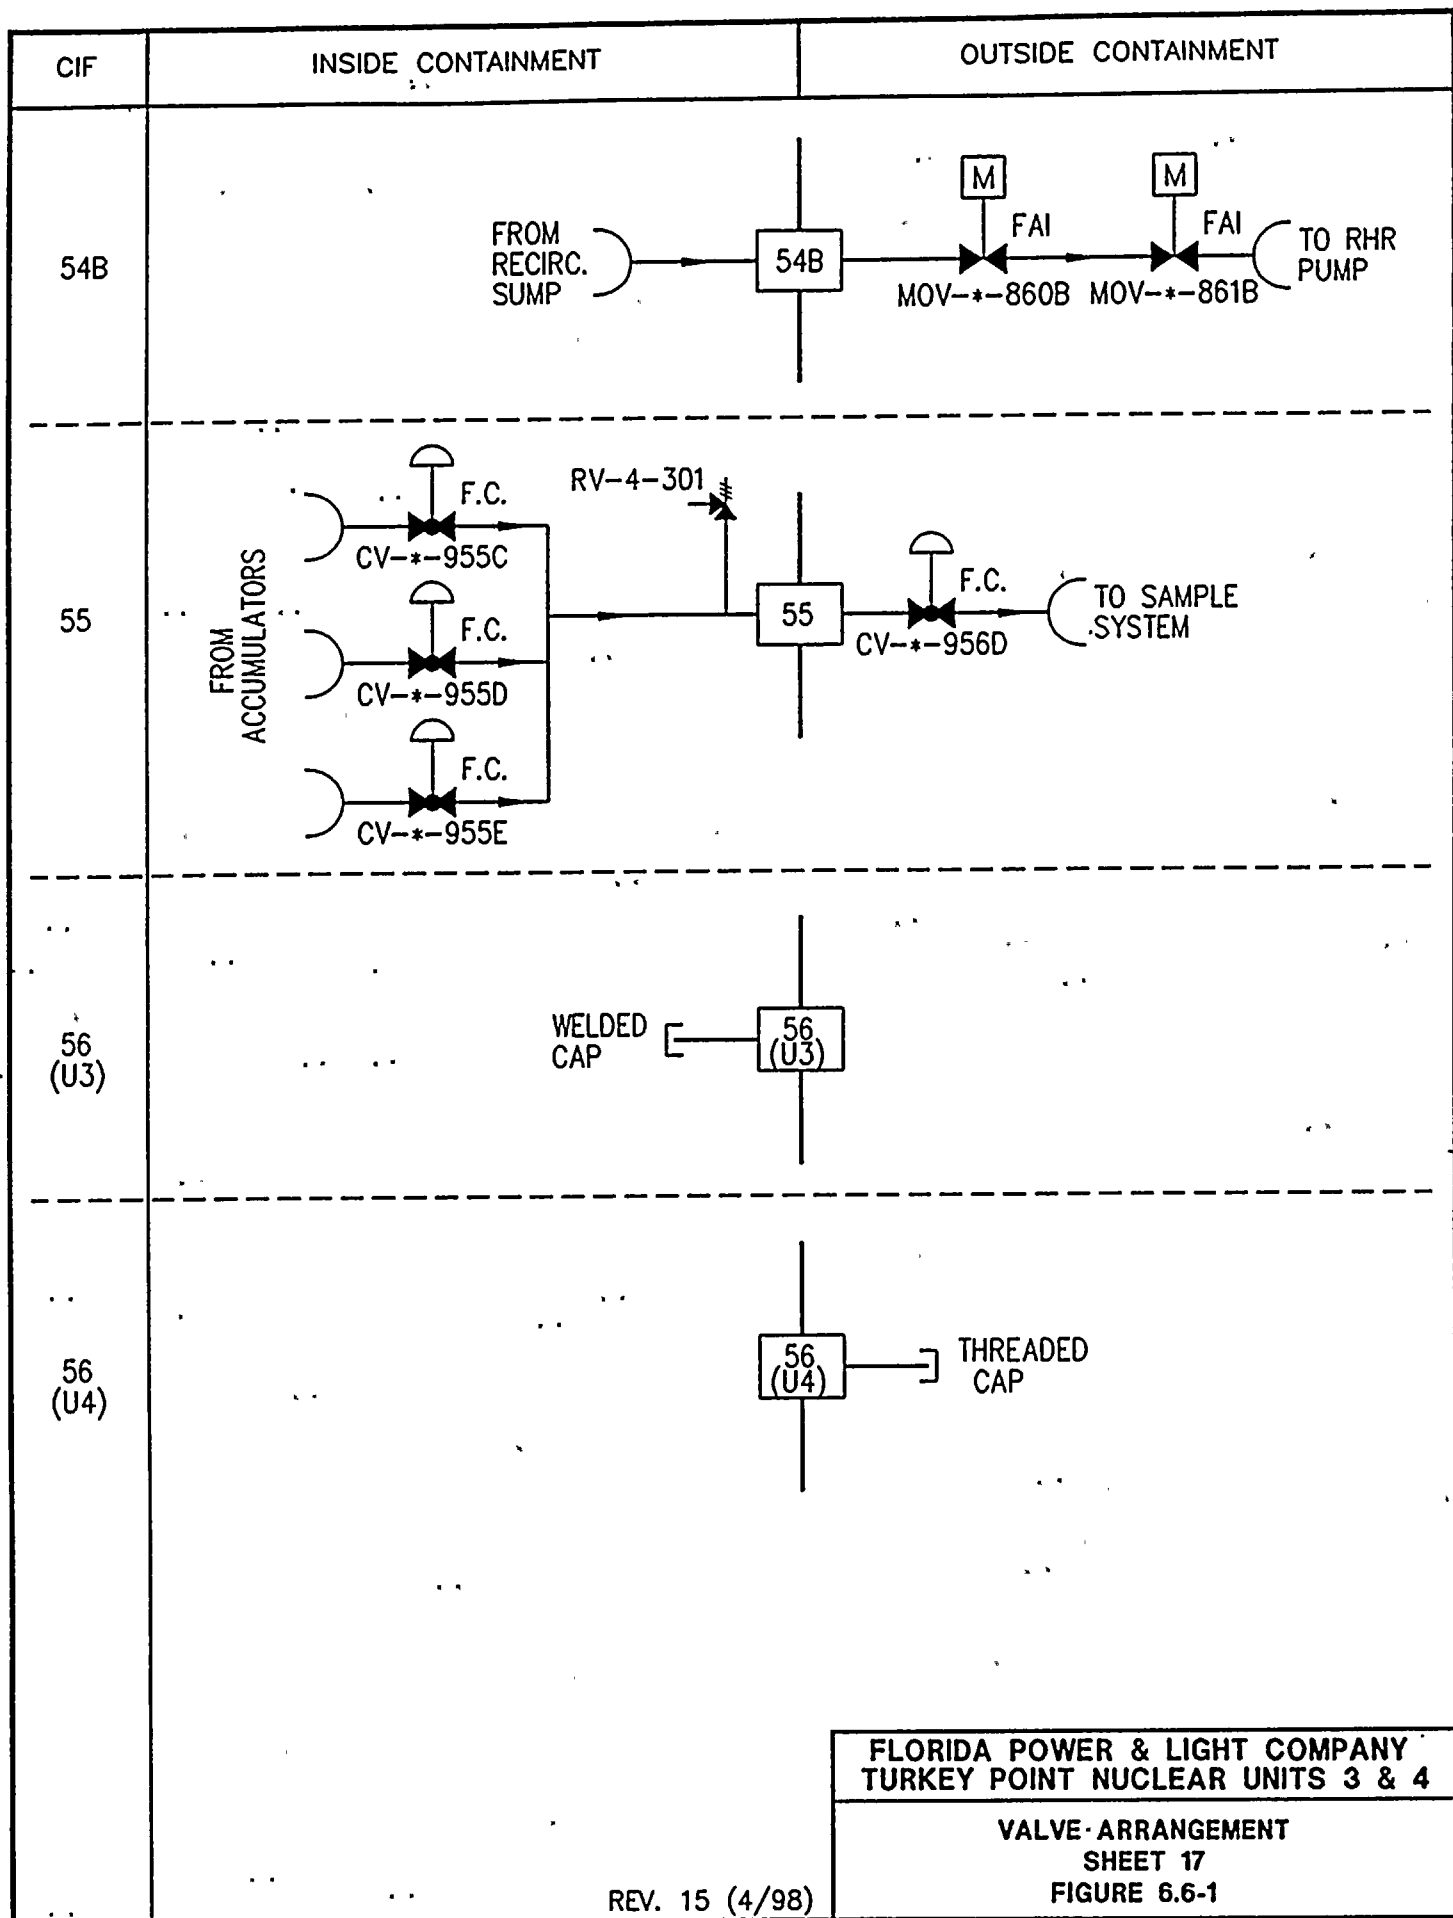 CIF
INSIDE CONTAINMENT
OUTSIDE CONTAINMENT
54B
FROM
RECIRC.
SUMP
54B
M
FAI
MOV-*-860B
M
FAI
MOV-*-861B
TO RHR
PUMP
55
FROM
ACCUMULATORS
F.C.
CV-*-955C
F.C.
CV-*-955D
F.C.
CV-*-955E
RV-4-301
55
F.C.
CV-*-956D
TO SAMPLE
SYSTEM
56
(U3)
WELDED
CAP
56
(U3)
56
(U4)
56
(U4)
THREADED
CAP
FLORIDA POWER & LIGHT COMPANY
TURKEY POINT NUCLEAR UNITS 3 & 4
VALVE ARRANGEMENT
SHEET 17
FIGURE 6.6-1
REV. 15 (4/98)